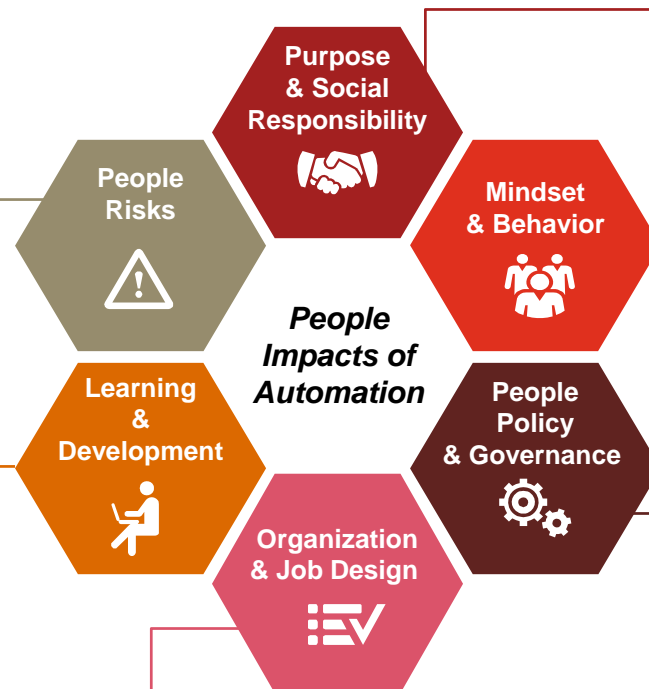 Purpose
& Social
Responsibility
People
Risks
Mindset
& Behavior
People
Impacts of
Automation
Learning
&
Development
People
Policy
& Governance
Organization
& Job Design